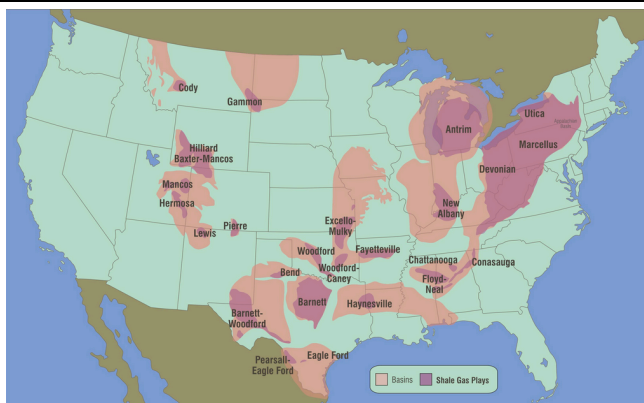 Cody
Gammon
Antrim
Utica
Marcellus
Hilliard
Baxter-Mancos
Devonian
Mancos
Hermosa
New
Albany
Lewis
Pierre
Excello-
Mulky
Woodford
Fayetteville
Chattanooga
Conasauga
Woodford-
Caney
Bend
Floyd-
Neal
Barnett
Haynesville
Barnett-
Woodford
Eagle Ford
Pearsall-
Eagle Ford
Basins
Shale Gas Plays